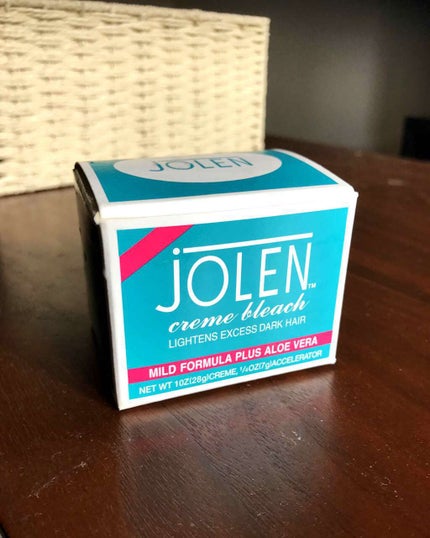 JOLEN
jOLEN™
creme bleach
LIGHTENS EXCESS DARK HAIR
MILD FORMULA PLUS ALOE VERA
NET WT 1OZ(28g)CREME, ¼OZ(7g)ACCELERATOR